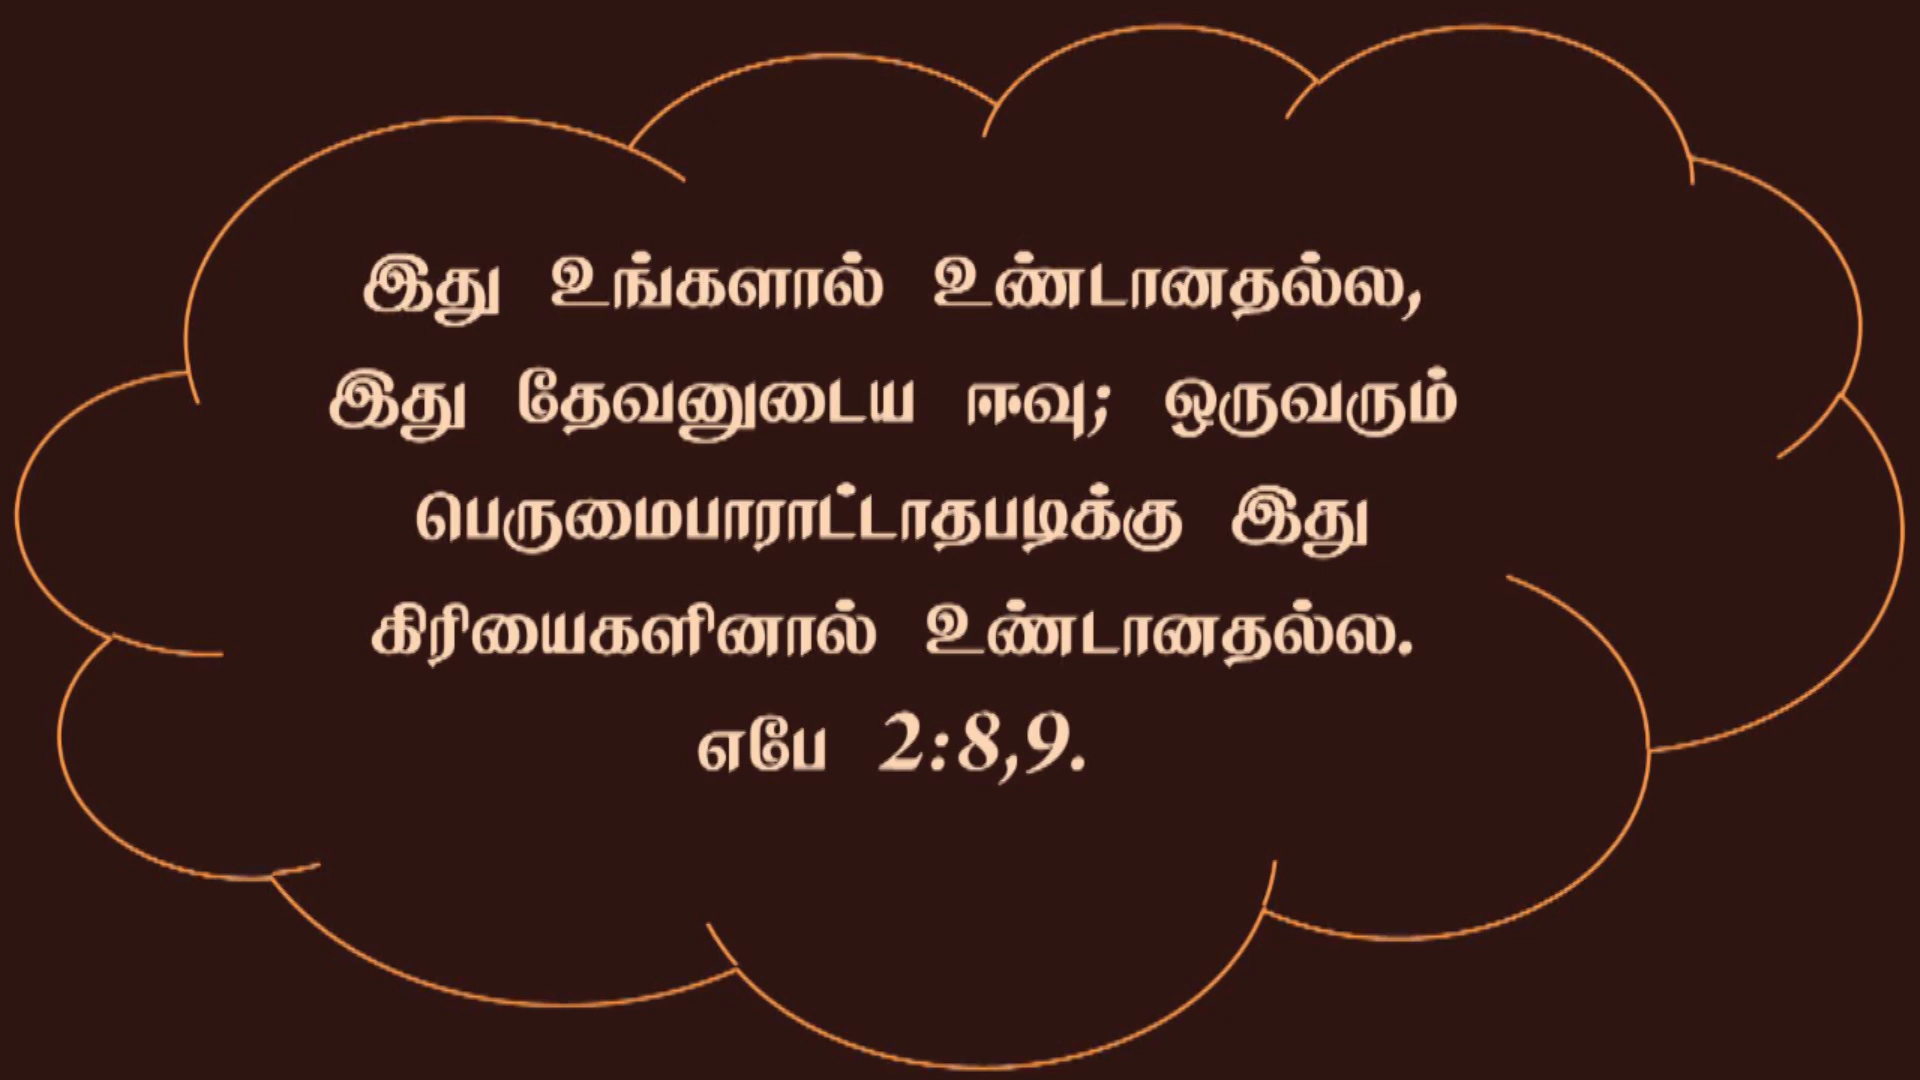 இது உங்களால் உண்டானதல்ல,
இது தேவனுடைய ஈவு; ஒருவரும்
பெருமைபாராட்டாதபடிக்கு இது
கிரியைகளினால் உண்டானதல்ல.
எபே 2:8,9.